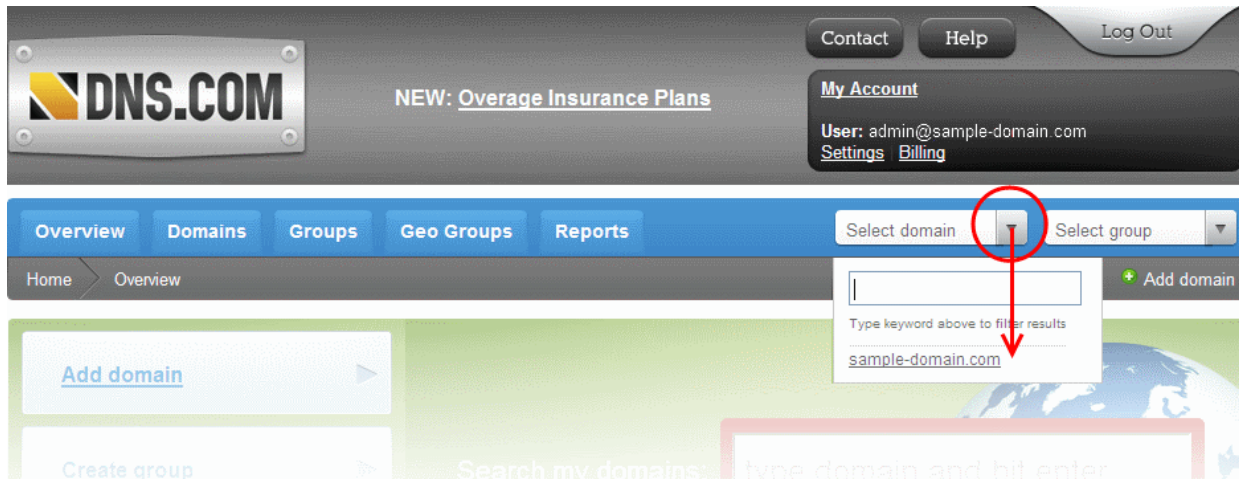 Contact Help Log Out
DNS.COM
NEW: Overage Insurance Plans
My Account
User: admin@sample-domain.com
Settings | Billing
Overview Domains Groups Geo Groups Reports Select domain Select group
Home Overview Add domain
Type keyword above to filter results
sample-domain.com
Add domain
Create group
Search my domains: type domain and hit enter